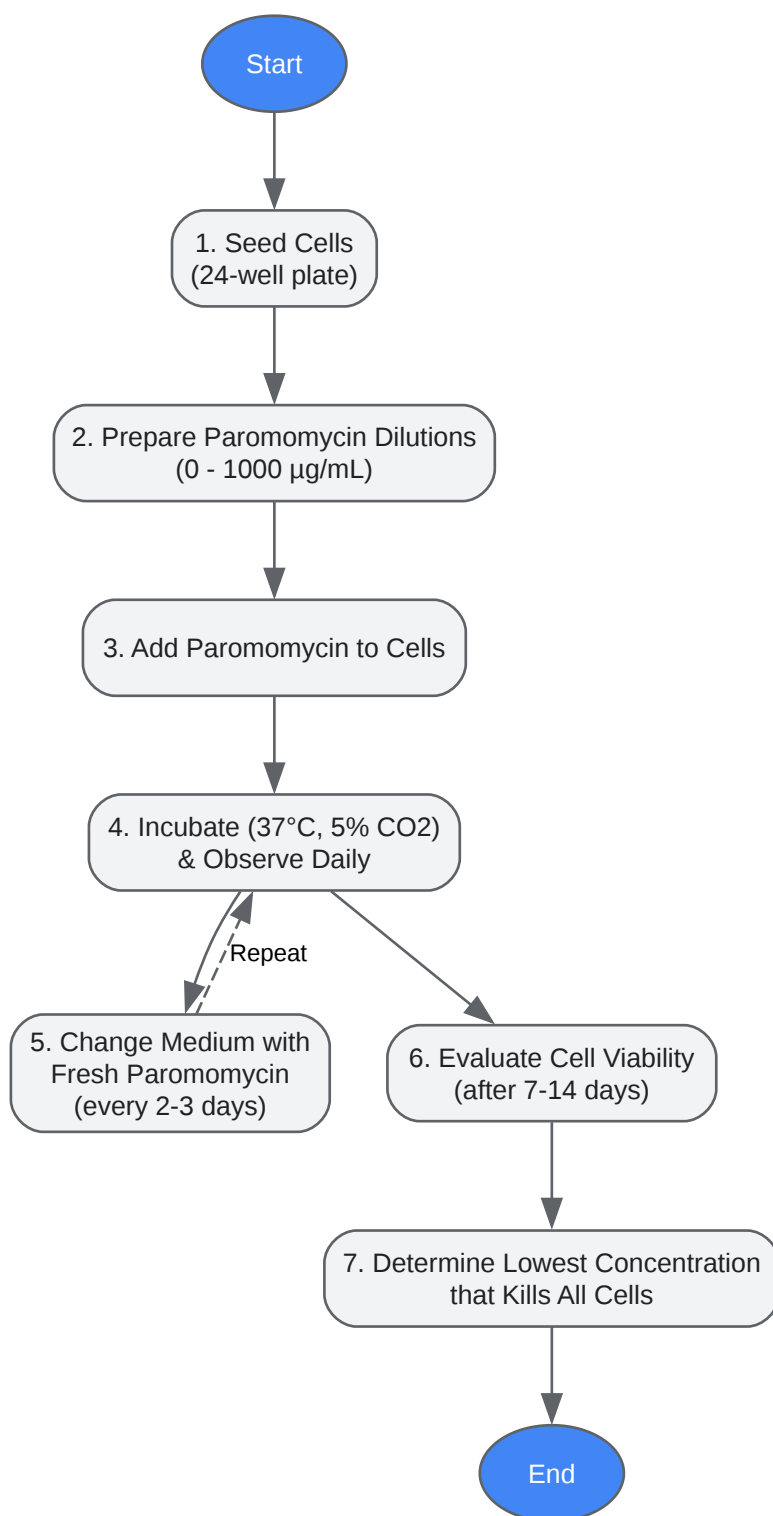 Start
1. Seed Cells
(24-well plate)
2. Prepare Paromomycin Dilutions
(0 - 1000 µg/mL)
3. Add Paromomycin to Cells
4. Incubate (37°C, 5% CO2)
& Observe Daily
Repeat
5. Change Medium with
Fresh Paromomycin
(every 2-3 days)
6. Evaluate Cell Viability
(after 7-14 days)
7. Determine Lowest Concentration
that Kills All Cells
End